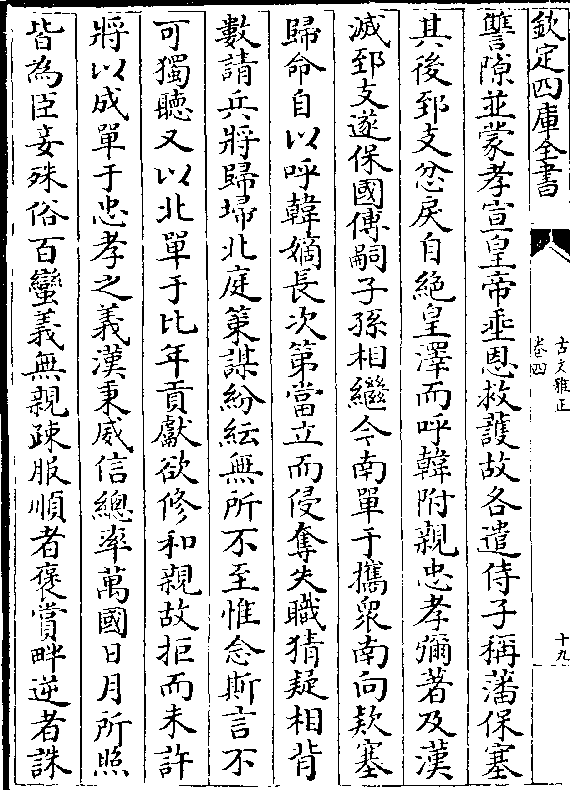 欽定四庫全書
古文雅正
卷四
十九
讐隙並蒙孝宣皇帝垂恩救護故各遣侍子稱藩保塞
其後郅支忿戾自絶皇澤而呼韓附親忠孝彌著及漢
滅郅支遂保國傳嗣子孫相繼今南單于攜衆南向欵塞
歸命自以呼韓嫡長次第當立而侵奪失職猜疑相背
數請兵將歸埽北庭䇿謀紛紜無所不至惟念斯言不
可獨聽又以北單于比年貢獻欲修和親故拒而未許
將以成單于忠孝之義漢秉威信總率萬國日月所照
皆為臣妾殊俗百蠻義無親疎服順者褒賞畔逆者誅